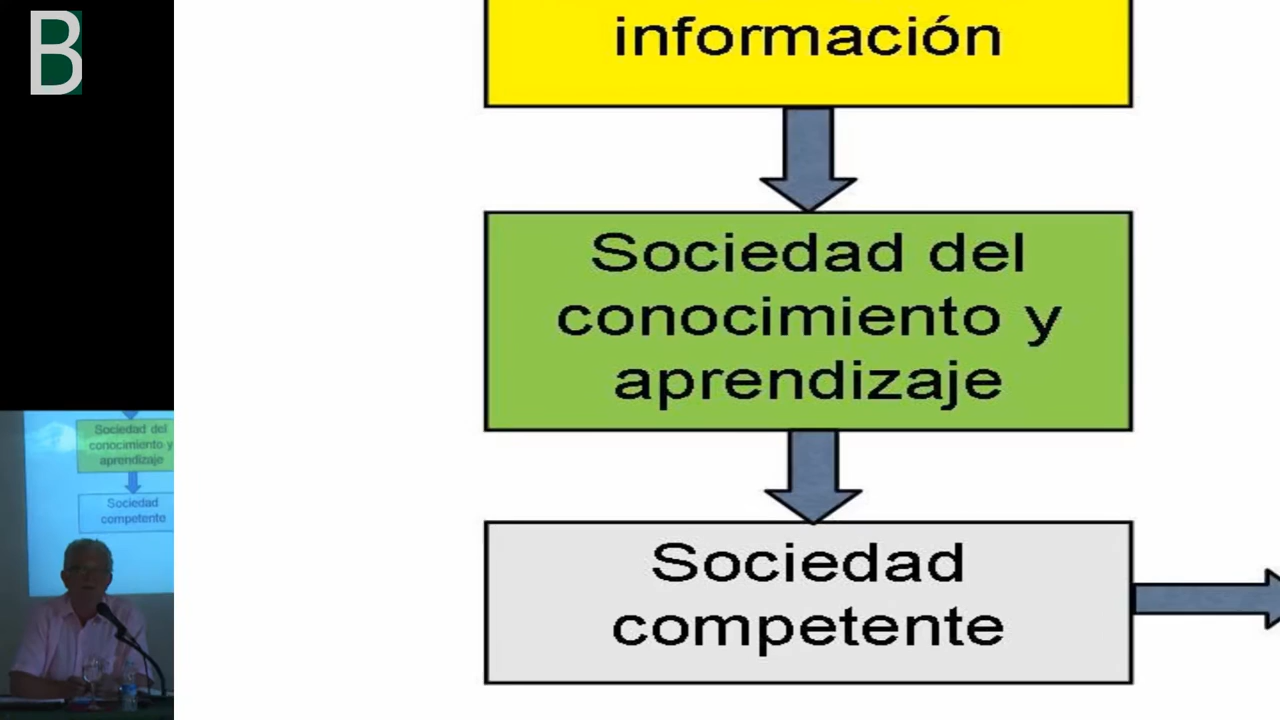 B
información
Sociedad del
conocimiento y
aprendizaje
Sociedad
competente
Sociedad del
conocimiento y
aprendizaje
Sociedad
competente